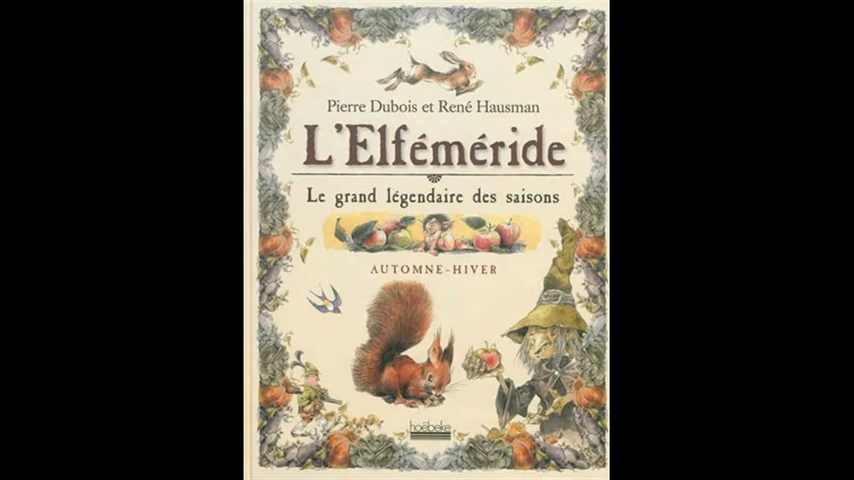 Pierre Dubois et René Hausman
L'Elféméride
Le grand légendaire des saisons
AUTOMNE-HIVER
hoëbeke